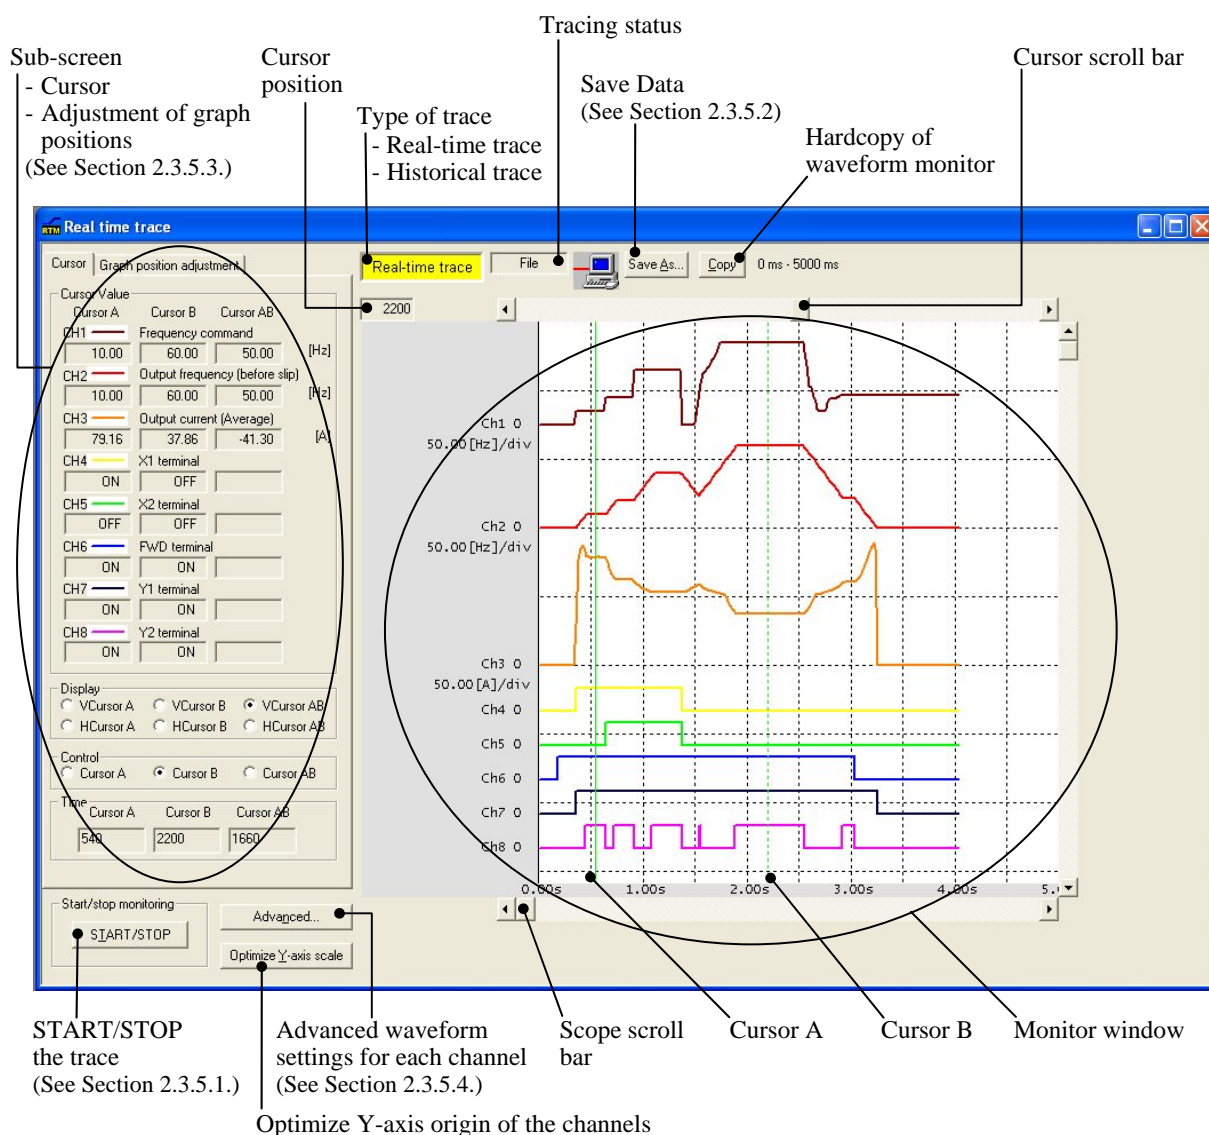 Tracing status
Sub-screen
- Cursor
- Adjustment of graph
positions
(See Section 2.3.5.3.)
Cursor
position
Type of trace
- Real-time trace
- Historical trace
Save Data
(See Section 2.3.5.2)
Hardcopy of
waveform monitor
Cursor scroll bar
RTM Real time trace
Cursor Graph position adjustment
Real-time trace File Save As... Copy 0 ms - 5000 ms
2200
Cursor Value
Cursor A Cursor B Cursor AB
CH1 Frequency command
10.00 60.00 50.00 [Hz]
CH2 Output frequency (before slip)
10.00 60.00 50.00 [Hz]
CH3 Output current (Average)
79.16 37.86 -41.30 [A]
CH4 X1 terminal
ON OFF
CH5 X2 terminal
OFF OFF
CH6 FWD terminal
ON ON
CH7 Y1 terminal
ON ON
CH8 Y2 terminal
ON ON
Display
VCursor A VCursor B VCursor AB
HCursor A HCursor B HCursor AB
Control
Cursor A Cursor B Cursor AB
Time
Cursor A Cursor B Cursor AB
540 2200 1660
Start/stop monitoring
START/STOP
Advanced...
Optimize Y-axis scale
Ch1 0
50.00[Hz]/div
Ch2 0
50.00[Hz]/div
Ch3 0
50.00[A]/div
Ch4 0
Ch5 0
Ch6 0
Ch7 0
Ch8 0
0.00s 1.00s 2.00s 3.00s 4.00s 5.
START/STOP
the trace
(See Section 2.3.5.1.)
Advanced waveform
settings for each channel
(See Section 2.3.5.4.)
Scope scroll
bar
Cursor A
Cursor B
Monitor window
Optimize Y-axis origin of the channels